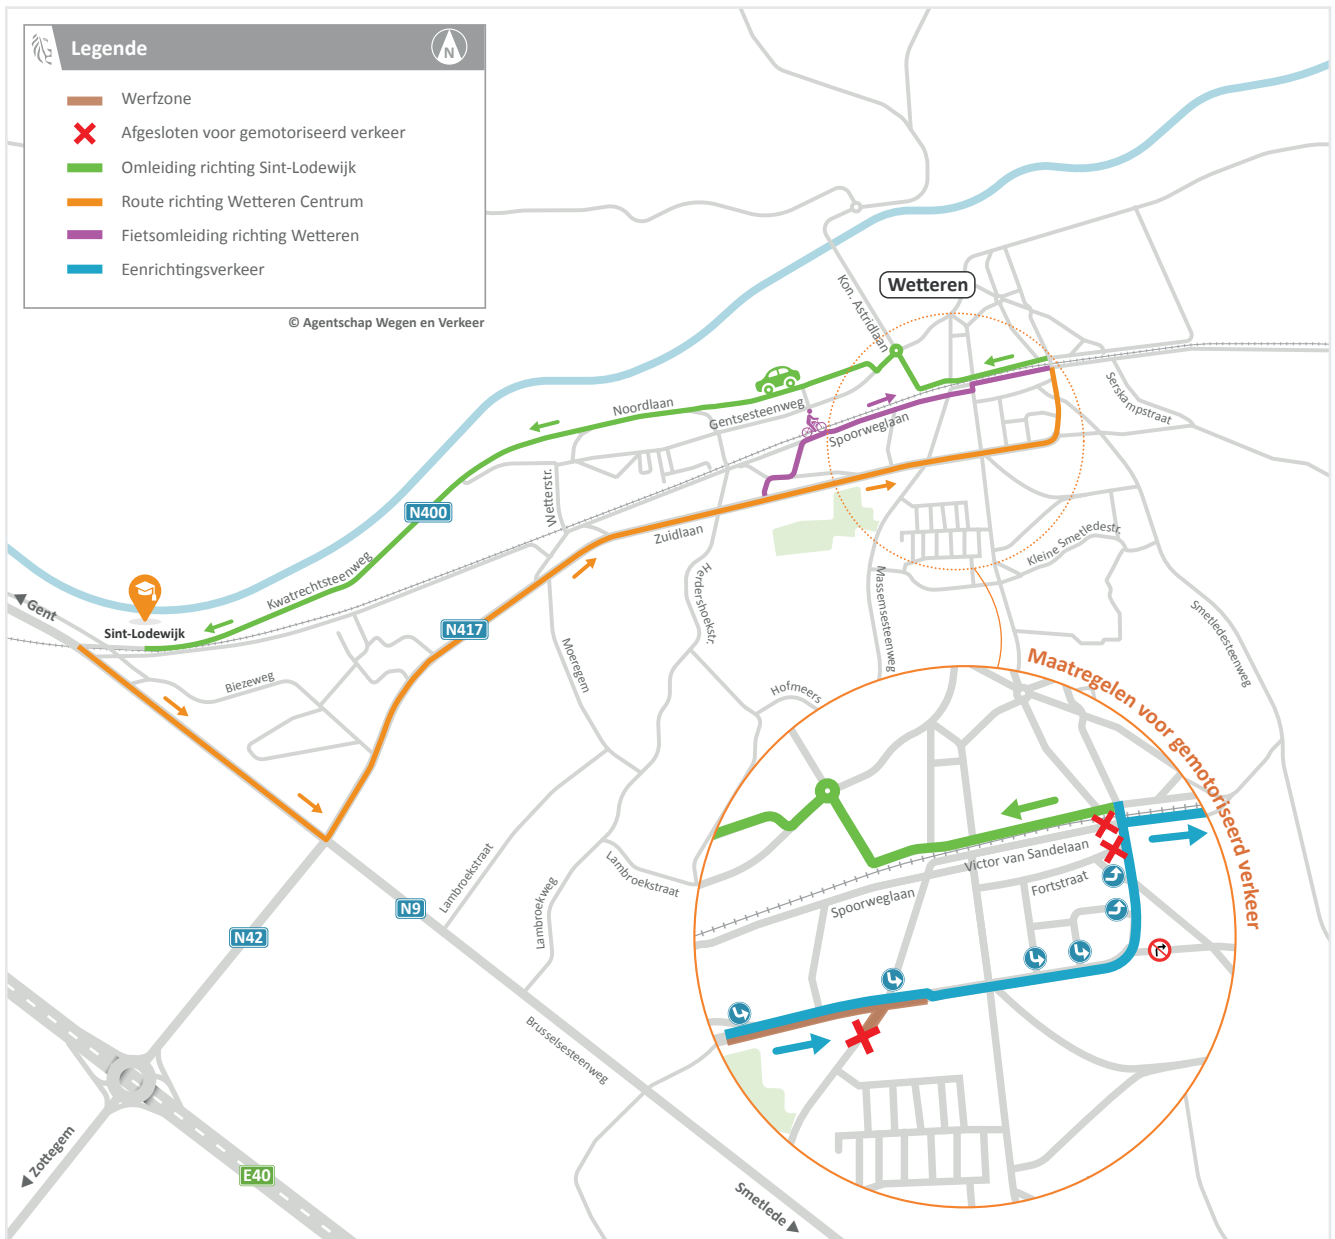 Legende
N
Werfzone
Afgesloten voor gemotoriseerd verkeer
Omleiding richting Sint-Lodewijk
Route richting Wetteren Centrum
Fietsomleiding richting Wetteren
Eenrichtingsverkeer
© Agentschap Wegen en Verkeer
Wetteren
Kon. Astridlaan
Serskampstraat
Noordlaan
Gentsesteenweg
Spoorweglaan
Wetterstr.
N400
Zuidlaan
Kwatrechtsteenweg
Kleine Smetledestr.
Herdershoekstr.
Massemsesteenweg
Smetledesteenweg
Gent
Sint-Lodewijk
N417
Moeregem
Biezeweg
Hofmeers
Maatregelen voor gemotoriseerd verkeer
Victor van Sandelaan
Fortstraat
Spoorweglaan
Lambroekstraat
Lambroekstraat
Lambroekweg
N9
N42
Brusselsesteenweg
Zottegem
E40
Smetlede